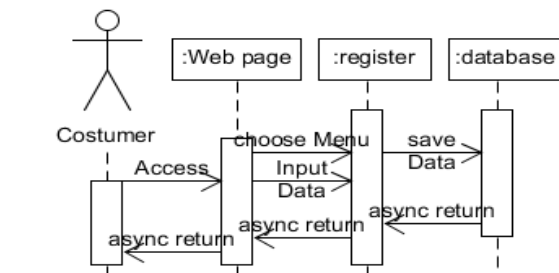 :Web page
:register
:database
Costumer
choose Menu
save
Data
Access
Input
Data
async return
async return
async return